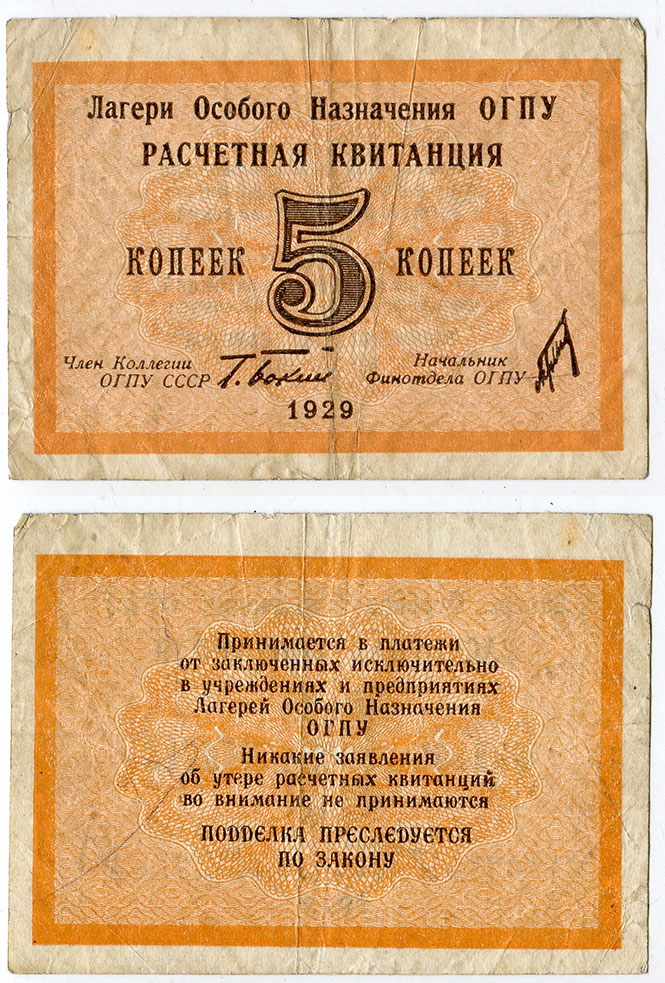 Лагери Особого Назначения ОГПУ
РАСЧЕТНАЯ КВИТАНЦИЯ
КОПЕЕК 5 КОПЕЕК
Член Коллегии
ОГПУ СССР Г. Бокий
Начальник
Финотдела ОГПУ
1929
Принимается в платежи
от заключенных исключительно
в учреждениях и предприятиях
Лагерей Особого Назначения
ОГПУ
Никакие заявления
об утере расчетных квитанций
во внимание не принимаются
ПОДДЕЛКА ПРЕСЛЕДУЕТСЯ
ПО ЗАКОНУ